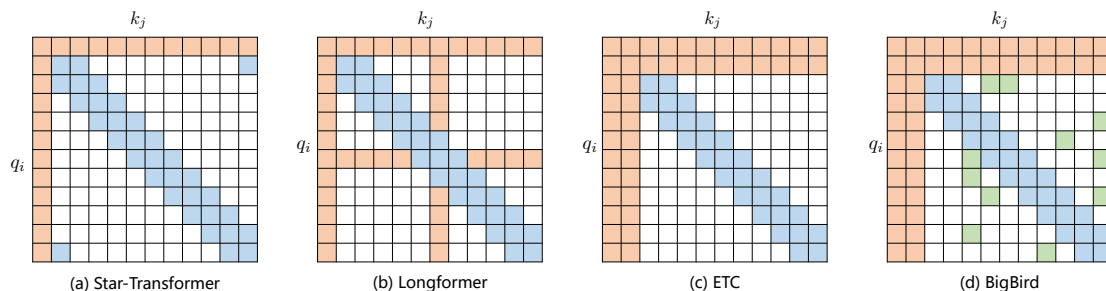 k_j k_j k_j k_j
q_i q_i q_i q_i
(a) Star-Transformer (b) Longformer (c) ETC (d) BigBird